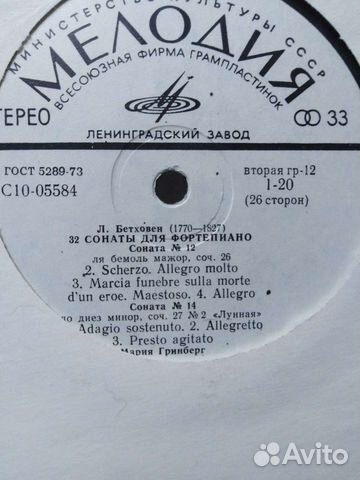 МИНИСТЕРСТВО КУЛЬТУРЫ СССР
МЕЛОДИЯ
ВСЕСОЮЗНАЯ ФИРМА ГРАМПЛАСТИНОК
ТЕРЕО
33
ЛЕНИНГРАДСКИЙ ЗАВОД
ГОСТ 5289-73
вторая гр-12
С10-05584
1-20
(26 сторон)
Л. Бетховен (1770—1827)
32 СОНАТЫ ДЛЯ ФОРТЕПИАНО
Соната № 12
ля бемоль мажор, соч. 26
2. Scherzo. Allegro molto
3. Marcia funebre sulla morte
d'un eroe. Maestoso. 4. Allegro
Соната № 14
до диез минор, соч. 27 № 2 «Лунная»
Adagio sostenuto. 2. Allegretto
3. Presto agitato
Мария Гринберг
Avito